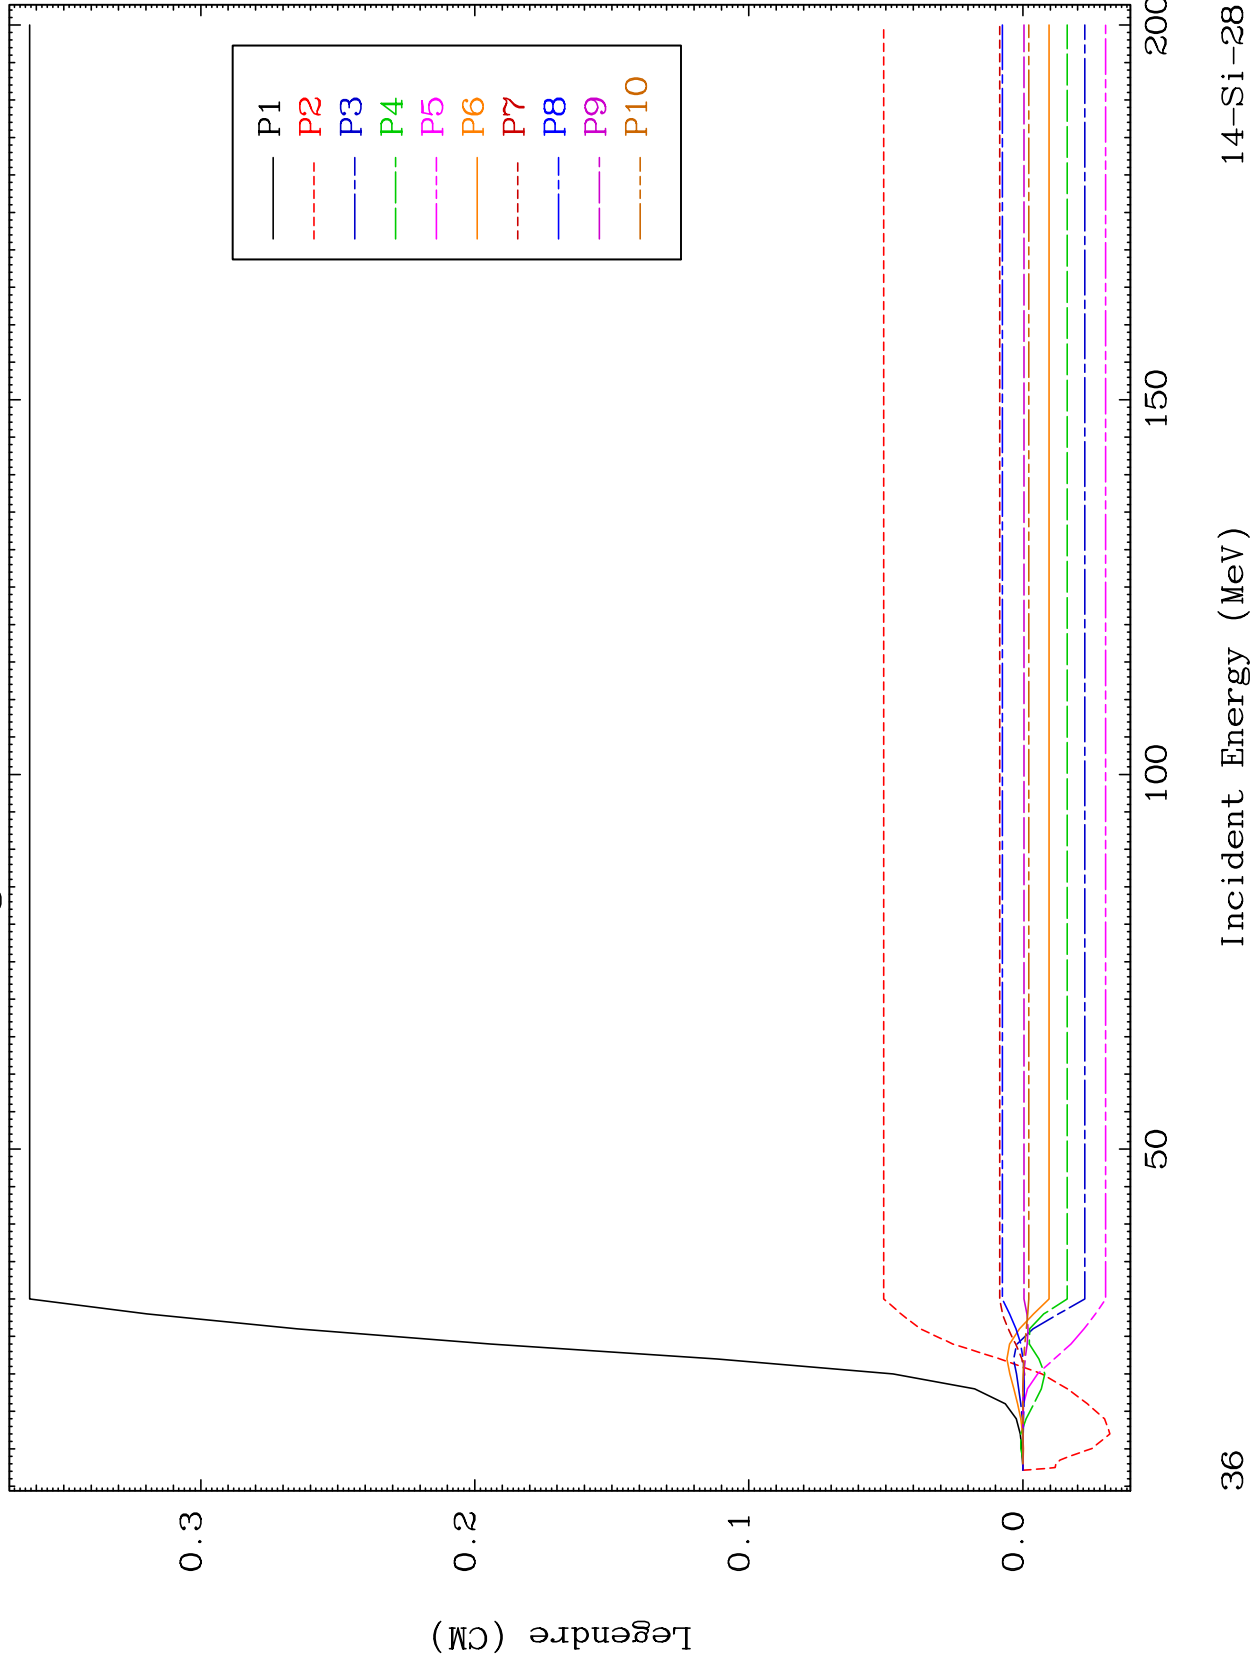 P1
P2
P3
P4
P5
P6
P7
P8
P9
P10
Legendre (CM)
0.3
0.2
0.1
0.0
50
100
150
200
Incident Energy (MeV)
36
14-Si-28